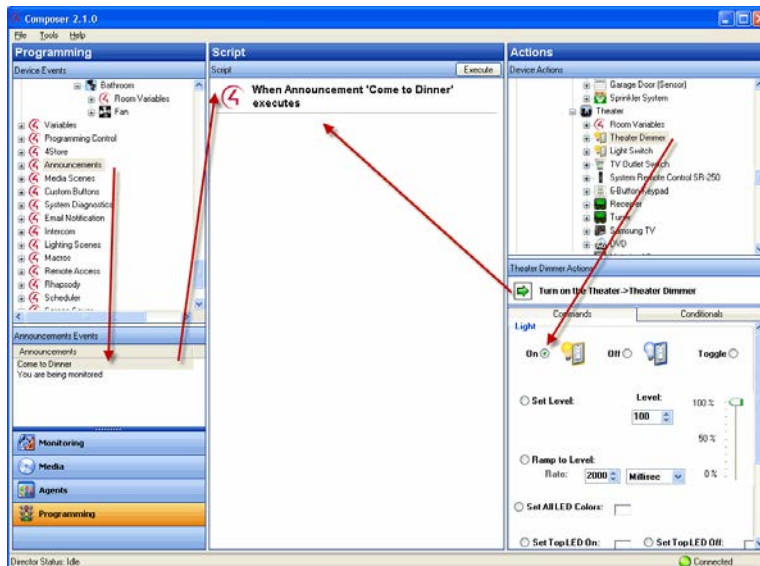 Composer 2.1.0
File Tools Help
Programming
Device Events
Bathroom
Room Variables
Fan
Variables
Programming Control
4Store
Announcements
Media Scenes
Custom Buttons
System Diagnostics
Email Notification
Intercom
Lighting Scenes
Macros
Remote Access
Rhapsody
Scheduler
Announcements Events
Announcements
Come to Dinner
You are being monitored
Monitoring
Media
Agents
Programming
Script
Script Execute
When Announcement 'Come to Dinner'
executes
Actions
Device Actions
Garage Door (Sensor)
Sprinkler System
Theater
Room Variables
Theater Dimmer
Light Switch
TV Outlet Switch
System Remote Control SR-250
6-Button Keypad
Receiver
Tuner
Samsung TV
DVD
Theater Dimmer Actions
Turn on the Theater->Theater Dimmer
Commands Conditionals
Light
On Off Toggle
Set Level: Level: 100 %
100
50 %
Ramp to Level:
Rate: 2000 Millisec 0 %
Set All LED Colors:
Set Top LED On: Set Top LED Off:
Director Status: Idle Connected